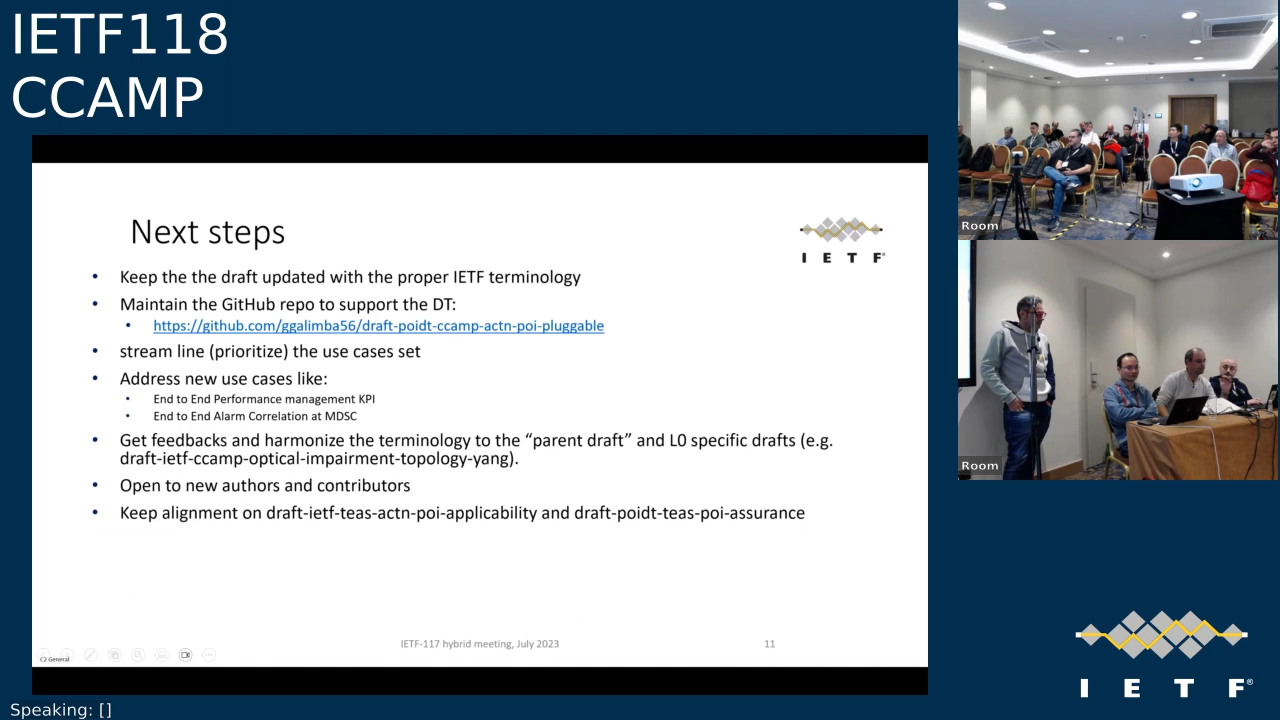 IETF118
CCAMP
Next steps
I E T F®
• Keep the the draft updated with the proper IETF terminology
• Maintain the GitHub repo to support the DT:
• https://github.com/ggalimba56/draft-poidt-ccamp-actn-poi-pluggable
• stream line (prioritize) the use cases set
• Address new use cases like:
• End to End Performance management KPI
• End to End Alarm Correlation at MDSC
• Get feedbacks and harmonize the terminology to the “parent draft” and L0 specific drafts (e.g.
draft-ietf-ccamp-optical-impairment-topology-yang).
• Open to new authors and contributors
• Keep alignment on draft-ietf-teas-actn-poi-applicability and draft-poidt-teas-poi-assurance
IETF-117 hybrid meeting, July 2023
11
C2 General
Room
Room
I E T F®
Speaking: []